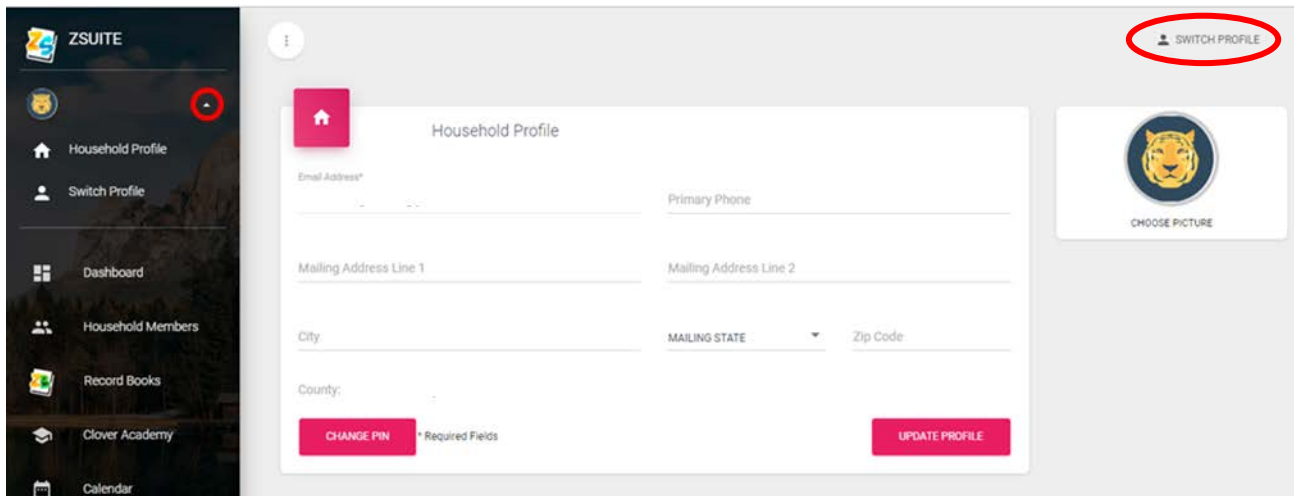 ZSUITE
Household Profile
Switch Profile
Dashboard
Household Members
Record Books
Clover Academy
Calendar
SWITCH PROFILE
Household Profile
Email Address*
Primary Phone
Mailing Address Line 1
Mailing Address Line 2
City
MAILING STATE
Zip Code
County:
CHANGE PIN
* Required Fields
UPDATE PROFILE
CHOOSE PICTURE